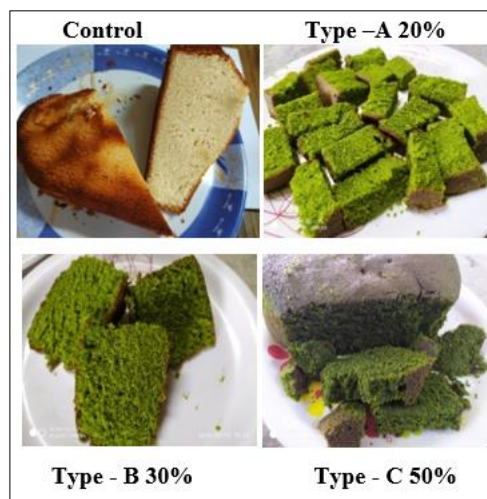 Control
Type –A 20%
Type - B 30%
Type - C 50%